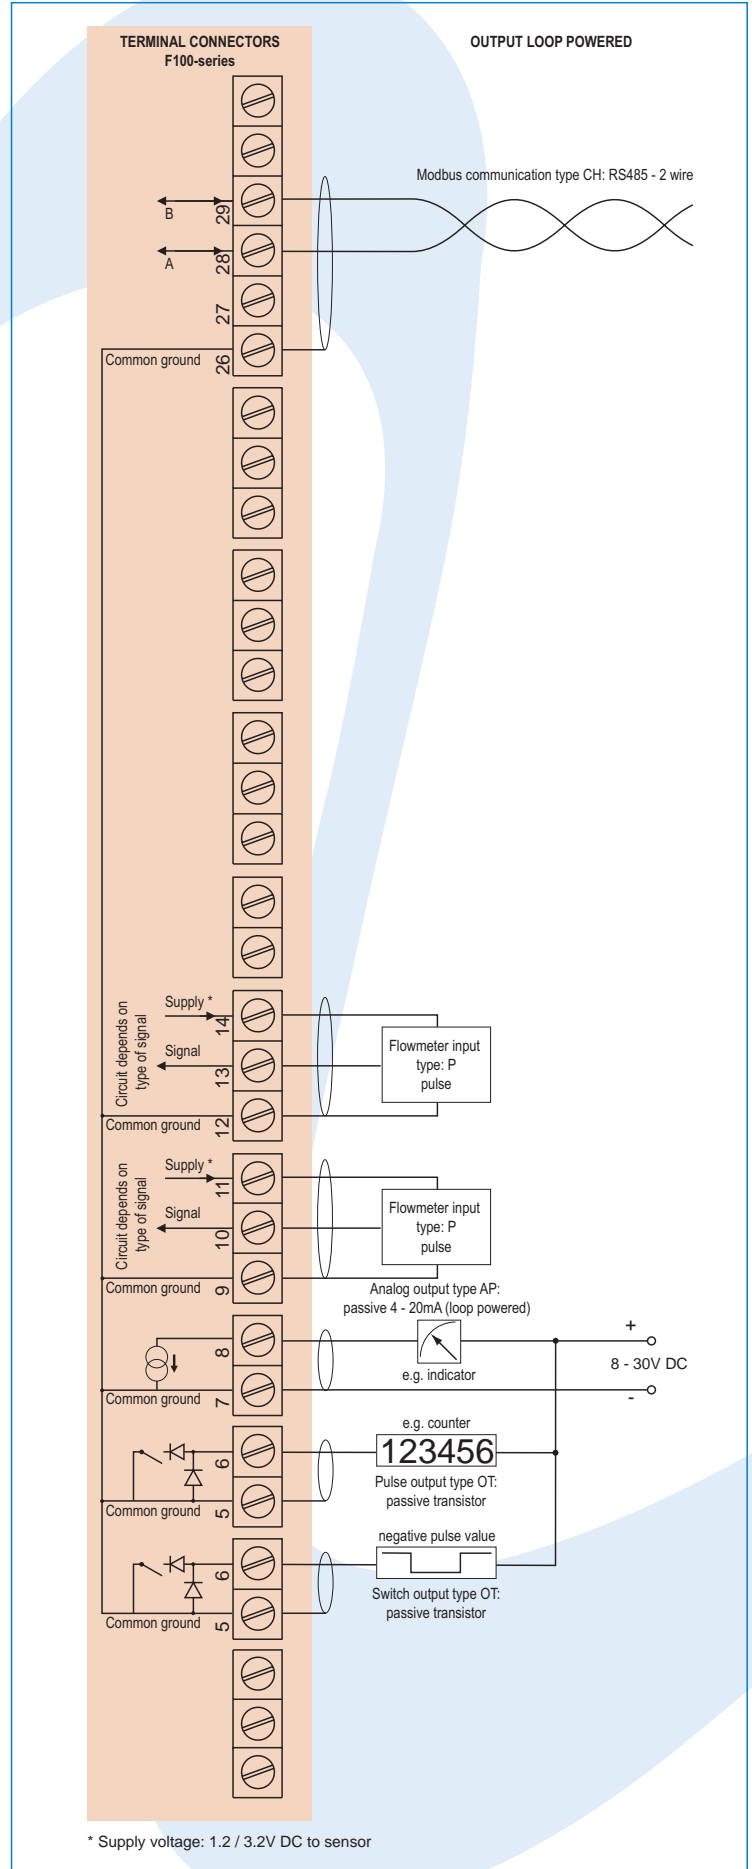 TERMINAL CONNECTORS
F100-series
OUTPUT LOOP POWERED
Modbus communication type CH: RS485 - 2 wire
B
29
A
28
27
Common ground
26
Circuit depends on
type of signal
Supply *
14
Signal
13
Common ground
12
Flowmeter input
type: P
pulse
Circuit depends on
type of signal
Supply *
11
Signal
10
Common ground
9
Flowmeter input
type: P
pulse
Analog output type AP:
passive 4 - 20mA (loop powered)
8
e.g. indicator
+
8 - 30V DC
-
Common ground
7
e.g. counter
6
123456
Pulse output type OT:
passive transistor
Common ground
5
negative pulse value
6
Switch output type OT:
passive transistor
Common ground
5
* Supply voltage: 1.2 / 3.2V DC to sensor